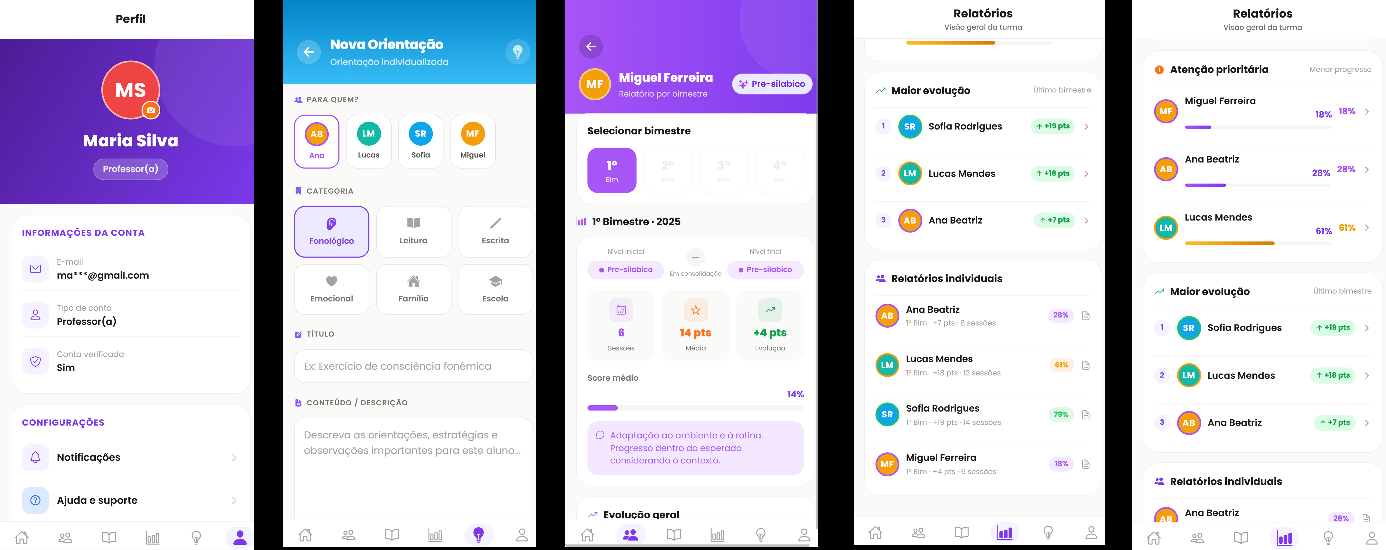 Perfil
MS
Maria Silva
Professor(a)
INFORMAÇÕES DA CONTA
E-mail
ma***@gmail.com
Tipo de conta
Professor(a)
Conta verificada
Sim
CONFIGURAÇÕES
Notificações
Ajuda e suporte
Nova Orientação
Orientação individualizada
PARA QUEM?
AB
LM
SR
MF
Ana
Lucas
Sofia
Miguel
CATEGORIA
Fonológico
Leitura
Escrita
Emocional
Família
Escola
TÍTULO
Ex: Exercício de consciência fonêmica
CONTEÚDO / DESCRIÇÃO
Descreva as orientações, estratégias e
observações importantes para este aluno...
MF
Miguel Ferreira
Relatório por bimestre
Pre-silabico
Selecionar bimestre
1º
Bim
2º
Bim
3º
Bim
4º
Bim
1º Bimestre · 2025
Nível inicial
Pre-silabico
Em consolidação
Nível final
Pre-silabico
6
Sessões
14 pts
Média
+4 pts
Evolução
Score médio
14%
Adaptação ao ambiente e à rotina.
Progresso dentro do esperado
considerando o contexto.
Evolução geral
Relatórios
Visão geral da turma
Maior evolução
Último bimestre
1
SR
Sofia Rodrigues
+19 pts
2
LM
Lucas Mendes
+18 pts
3
AB
Ana Beatriz
+7 pts
Relatórios individuais
AB
Ana Beatriz
1º Bim · +7 pts · 8 sessões
28%
LM
Lucas Mendes
1º Bim · +18 pts · 12 sessões
61%
SR
Sofia Rodrigues
1º Bim · +19 pts · 14 sessões
79%
MF
Miguel Ferreira
1º Bim · +4 pts · 6 sessões
18%
Relatórios
Visão geral da turma
Atenção prioritária
Menor progresso
MF
Miguel Ferreira
18%
18%
AB
Ana Beatriz
28%
28%
LM
Lucas Mendes
61%
61%
Maior evolução
Último bimestre
1
SR
Sofia Rodrigues
+19 pts
2
LM
Lucas Mendes
+18 pts
3
AB
Ana Beatriz
+7 pts
Relatórios individuais
AB
Ana Beatriz
28%